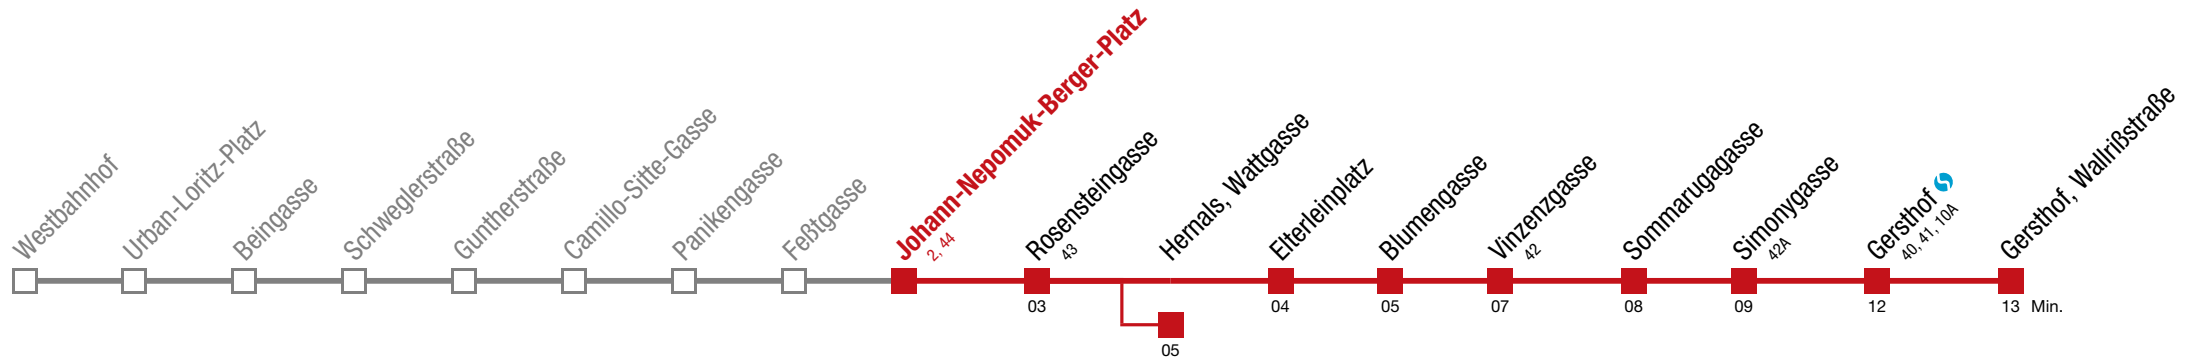 Westbahnhof
Urban-Loritz-Platz
Beingasse
Schweglerstraße
Guntherstraße
Camillo-Sitte-Gasse
Panikengasse
Feßtgasse
Johann-Nepomuk-Berger-Platz
2, 44
Rosensteingasse
43
Hernals, Wattgasse
Elterleinplatz
Blumengasse
Vinzenzgasse
42
Sommarugagasse
Simonygasse
42A
Gersthof
40, 41, 10A
Gersthof, Wallrißstraße
03
04
05
07
08
09
12
13 Min.
05